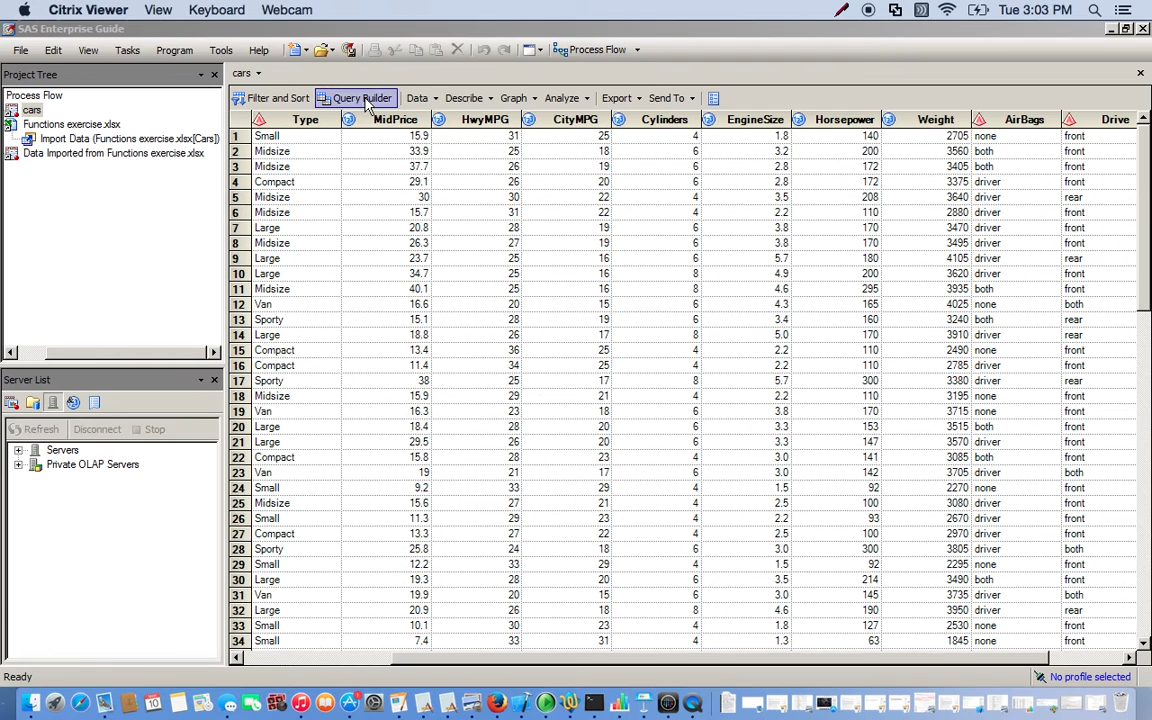 Citrix Viewer View Keyboard Webcam Tue 3:03 PM
SAS Enterprise Guide
File Edit View Tasks Program Tools Help Process Flow
Project Tree
cars
Process Flow
cars
Functions exercise.xlsx
Import Data (Functions exercise.xlsx[Cars])
Data Imported from Functions exercise.xlsx
Server List
Refresh Disconnect Stop
Servers
Private OLAP Servers
Filter and Sort Query Builder Data Describe Graph Analyze Export Send To
Type MidPrice HwyMPG CityMPG Cylinders EngineSize Horsepower Weight AirBags Drive
1 Small 15.9 31 25 4 1.8 140 2705 none front
2 Midsize 33.9 25 18 6 3.2 200 3560 both front
3 Midsize 37.7 26 19 6 2.8 172 3405 both front
4 Compact 29.1 26 20 6 2.8 172 3375 driver front
5 Midsize 30 30 22 4 3.5 208 3640 driver rear
6 Midsize 15.7 31 22 4 2.2 110 2880 driver front
7 Large 20.8 28 19 6 3.8 170 3470 driver front
8 Midsize 26.3 27 19 6 3.8 170 3495 driver front
9 Large 23.7 25 16 6 5.7 180 4105 driver rear
10 Large 34.7 25 16 8 4.9 200 3620 driver front
11 Midsize 40.1 25 16 8 4.6 295 3935 both front
12 Van 16.6 20 15 6 4.3 165 4025 none both
13 Sporty 15.1 28 19 6 3.4 160 3240 both rear
14 Large 18.8 26 17 8 5.0 170 3910 driver rear
15 Compact 13.4 36 25 4 2.2 110 2490 none front
16 Compact 11.4 34 25 4 2.2 110 2785 driver front
17 Sporty 38 25 17 8 5.7 300 3380 driver rear
18 Midsize 15.9 29 21 4 2.2 110 3195 none front
19 Van 16.3 23 18 6 3.8 170 3715 none front
20 Large 18.4 28 20 6 3.3 153 3515 both front
21 Large 29.5 26 20 6 3.3 147 3570 driver front
22 Compact 15.8 28 23 4 3.0 141 3085 both front
23 Van 19 21 17 6 3.0 142 3705 driver both
24 Small 9.2 33 29 4 1.5 92 2270 none front
25 Midsize 15.6 27 21 4 2.5 100 3080 driver front
26 Small 11.3 29 23 4 2.2 93 2670 none front
27 Compact 13.3 27 22 4 2.5 100 2970 driver front
28 Sporty 25.8 24 18 6 3.0 300 3805 driver both
29 Small 12.2 33 29 4 1.5 92 2295 none front
30 Large 19.3 28 20 6 3.5 214 3490 both front
31 Van 19.9 20 15 6 3.0 145 3735 driver both
32 Large 20.9 26 18 8 4.6 190 3950 driver rear
33 Small 10.1 30 23 4 1.8 127 2530 none front
34 Small 7.4 33 31 4 1.3 63 1845 none front
Ready No profile selected